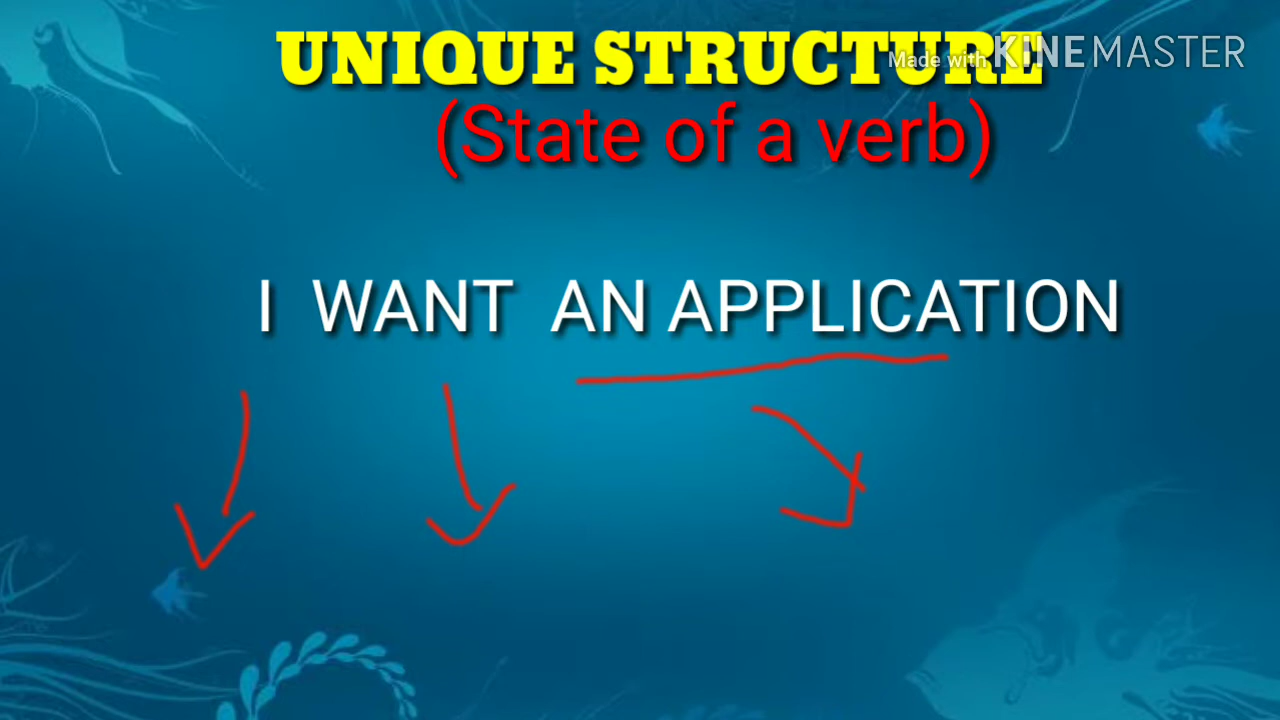 UNIQUE STRUCTURE
Made with KINEMASTER
(State of a verb)
I WANT AN APPLICATION